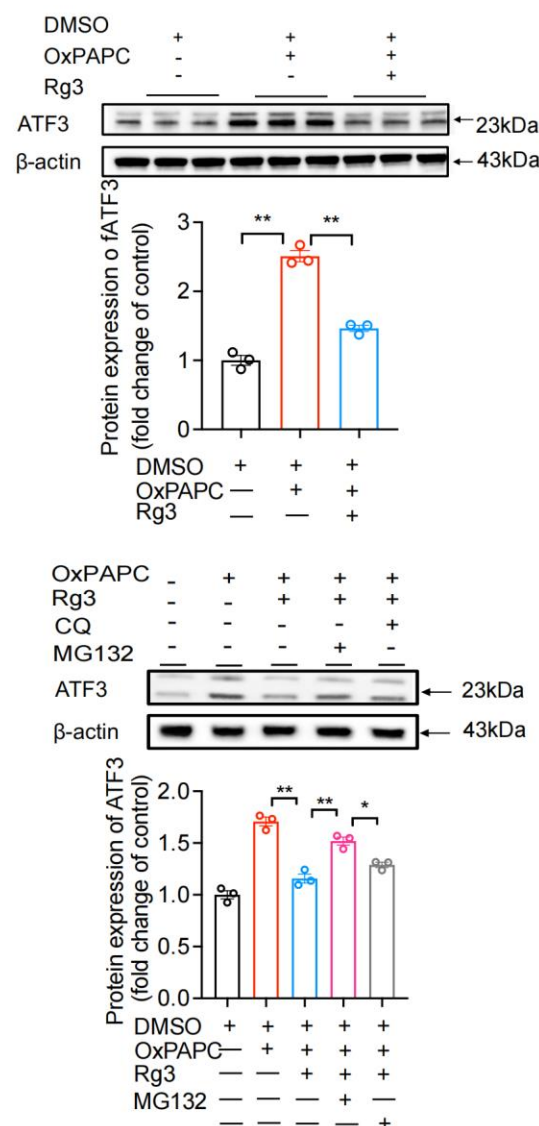 DMSO + + +
OxPAPC - + +
Rg3 - - +
ATF3 23kDa
β-actin 43kDa
Protein expression o fATF3
(fold change of control)
3
2
1
0
** **
DMSO + + +
OxPAPC — + +
Rg3 — — +
OxPAPC - + + + +
Rg3 - - + + +
CQ - - - - +
MG132 - - - + -
ATF3 23kDa
β-actin 43kDa
Protein expression of ATF3
(fold change of control)
2.0
1.5
1.0
0.5
0.0
** ** *
DMSO + + + + +
OxPAPC — + + + +
Rg3 — — + + +
MG132 — — — + —
— — — — +